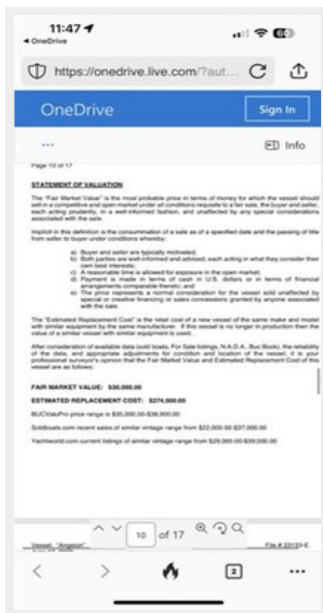 11:47
◄ OneDrive
https://onedrive.live.com/?aut...
OneDrive
Sign In
...
Info
Page 10 of 17
STATEMENT OF VALUATION
The "Fair Market Value" is the most probable price in terms of money for which the vessel should
sell in a competitive and open market under all conditions requisite to a fair sale, the buyer and seller,
each acting prudently, in a well-informed fashion, and unaffected by any special considerations
associated with the sale.
Implicit in this definition is the consummation of a sale as of a specified date and the passing of title
from seller to buyer under conditions whereby:
a) Buyer and seller are typically motivated;
b) Both parties are well-informed and advised, each acting in what they consider their
own best interests;
c) A reasonable time is allowed for exposure in the open market;
d) Payment is made in terms of cash in U.S. dollars or in terms of financial
arrangements comparable thereto; and
e) The price represents a normal consideration for the vessel sold unaffected by
special or creative financing or sales concessions granted by anyone associated
with the sale.
The "Estimated Replacement Cost" is the retail cost of a new vessel of the same make and model
with similar equipment by the same manufacturer. If this vessel is no longer in production then the
value of a similar vessel with similar equipment is used.
After consideration of available data (sold boats, For Sale listings, N.A.D.A., Buc Book), the reliability
of the data, and appropriate adjustments for condition and location of the vessel, it is your
professional surveyor's opinion that the Fair Market Value and Estimated Replacement Cost of this
vessel are as follows:
FAIR MARKET VALUE:
ESTIMATED REPLACEMENT COST: $274,500.00
BUCValuPro price range is $35,000.00-$38,900.00
Soldboats.com recent sales of similar vintage range from $22,000.00-$37,000.00
Yachtworld.com current listings of similar vintage range from $29,000.00-$39,000.00
10 of 17
Vessel: "Angelon"
File # 23133-E
2
...